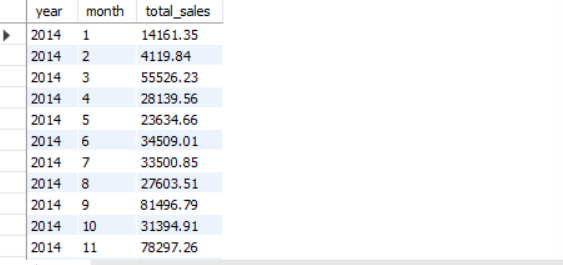 year month total_sales
2014 1 14161.35
2014 2 4119.84
2014 3 55526.23
2014 4 28139.56
2014 5 23634.66
2014 6 34509.01
2014 7 33500.85
2014 8 27603.51
2014 9 81496.79
2014 10 31394.91
2014 11 78297.26